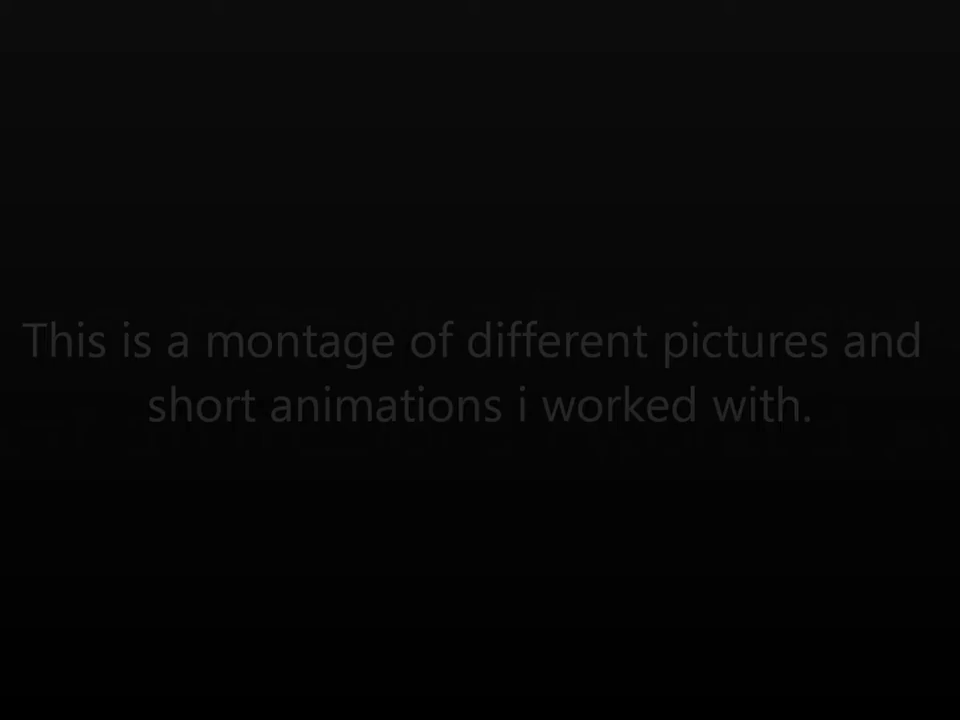 This is a montage of different pictures and
short animations i worked with.